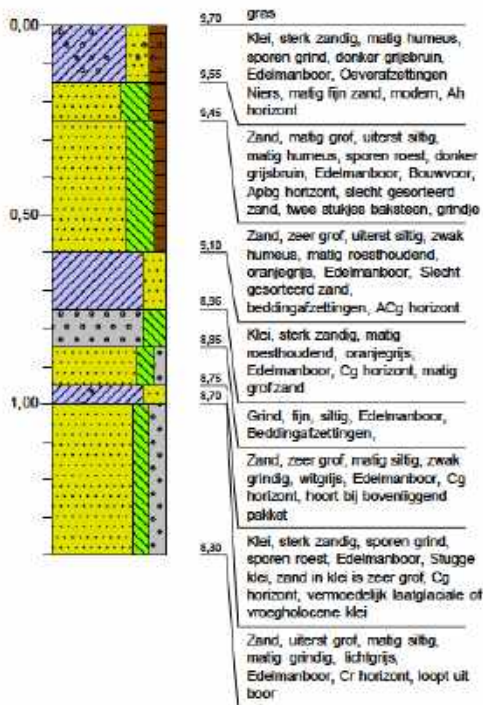 0,00
0,50
1,00
9,70
9,55
9,45
9,10
8,95
8,85
8,75
8,70
8,30
gras
Klei, sterk zandig, matig humeus,
sporen grind, donker grijsbruin,
Edelmanboor, Oeverafzettingen
Niers, matig fijn zand, modern, Ah
horizont
Zand, matig grof, uiterst siltig,
matig humeus, sporen roest, donker
grijsbruin, Edelmanboor, Bouwvoor,
Apbg horizont, slecht gesorteerd
zand, twee stukjes baksteen, grindje
Zand, zeer grof, uiterst siltig, zwak
humeus, matig roesthoudend,
oranjegrijs, Edelmanboor, Slecht
gesorteerd zand,
beddingafzettingen, ACg horizont
Klei, sterk zandig, matig
roesthoudend, oranjegrijs,
Edelmanboor, Cg horizont, matig
grof zand
Grind, fijn, siltig, Edelmanboor,
Beddingafzettingen,
Zand, zeer grof, matig siltig, zwak
grindig, witgrijs, Edelmanboor, Cg
horizont, hoort bij bovenliggend
pakket
Klei, sterk zandig, sporen grind,
sporen roest, Edelmanboor, Stugge
klei, zand in klei is zeer grof, Cg
horizont, vermoedelijk laatglaciale of
vroegholocene klei
Zand, uiterst grof, matig siltig,
matig grindig, lichtgrijs,
Edelmanboor, Cr horizont, loopt uit
boor